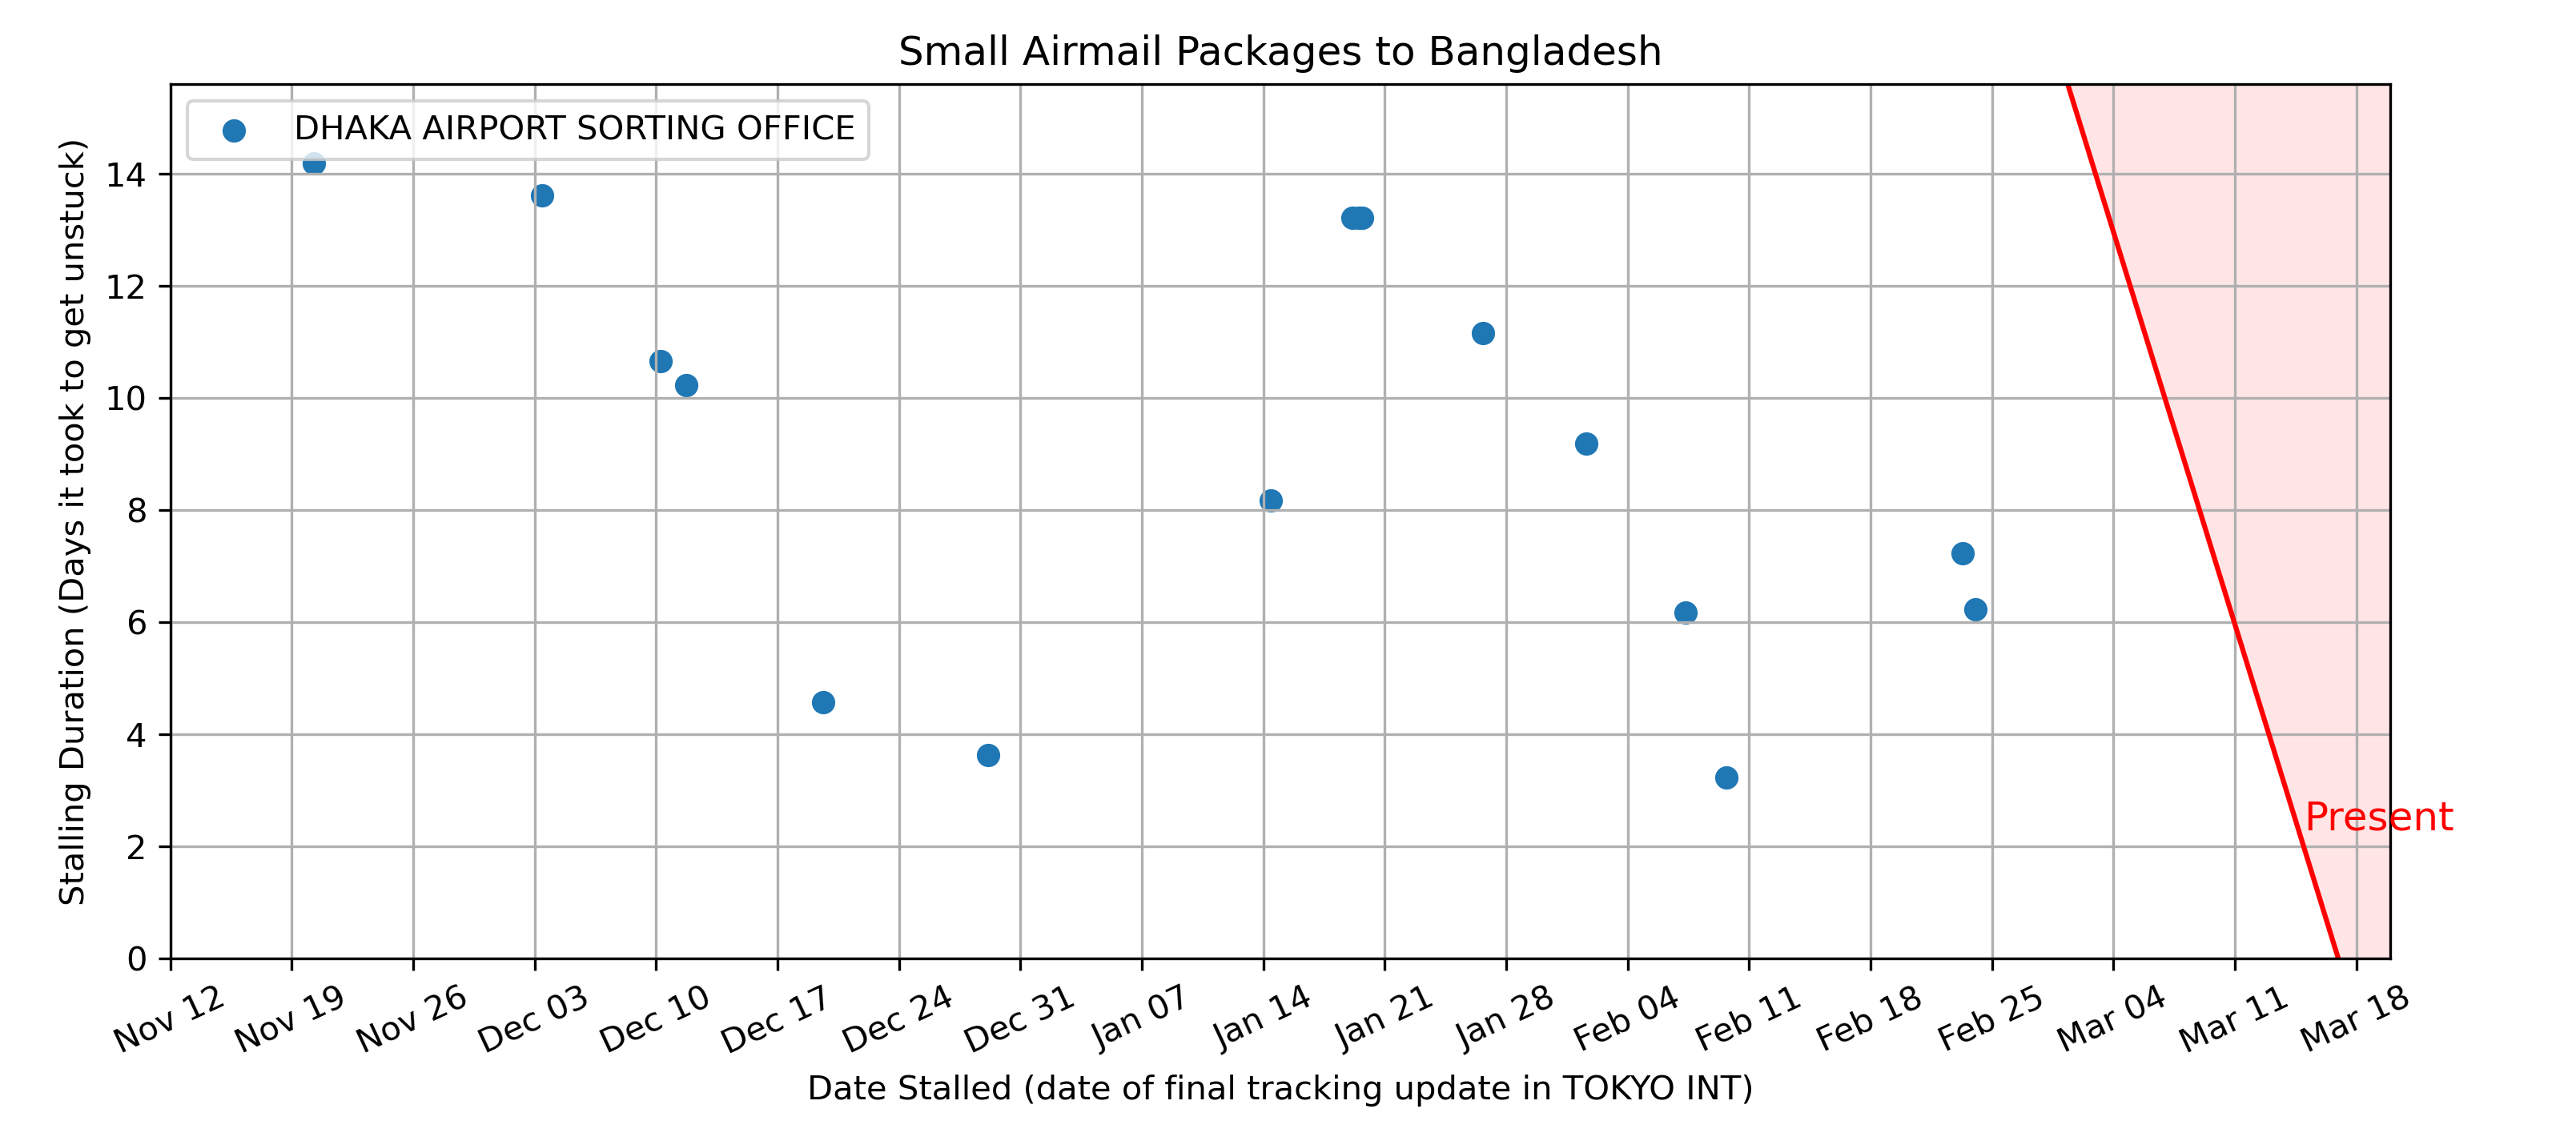 Small Airmail Packages to Bangladesh
DHAKA AIRPORT SORTING OFFICE
Stalling Duration (Days it took to get unstuck)
14
12
10
8
6
4
2
0
Present
Nov 12
Nov 19
Nov 26
Dec 03
Dec 10
Dec 17
Dec 24
Dec 31
Jan 07
Jan 14
Jan 21
Jan 28
Feb 04
Feb 11
Feb 18
Feb 25
Mar 04
Mar 11
Mar 18
Date Stalled (date of final tracking update in TOKYO INT)